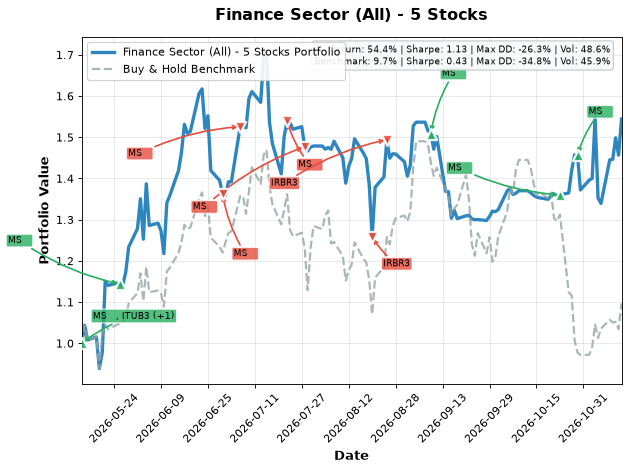 Finance Sector (All) - 5 Stocks
Finance Sector (All) - 5 Stocks Portfolio
Buy & Hold Benchmark
urn: 54.4% | Sharpe: 1.13 | Max DD: -26.3% | Vol: 48.6%
Benchmark: 9.7% | Sharpe: 0.43 | Max DD: -34.8% | Vol: 45.9%
Portfolio Value
1.7
1.6
1.5
1.4
1.3
1.2
1.1
1.0
MS
MS
MS
MS
MS
IRBR3
MS
MS
MS
MS
IRBR3
MS , ITUB3 (+1)
2026-05-24
2026-06-09
2026-06-25
2026-07-11
2026-07-27
2026-08-12
2026-08-28
2026-09-13
2026-09-29
2026-10-15
2026-10-31
Date